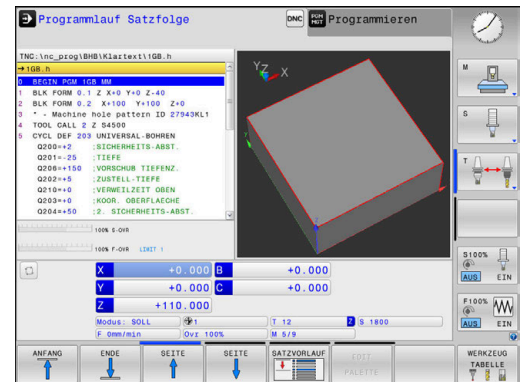 Programmlauf Satzfolge
DNC
PGM MGT
Programmieren
TNC:\nc_prog\BHB\Klartext\1GB.h
→1GB.h
0 BEGIN PGM 1GB MM
1 BLK FORM 0.1 Z X+0 Y+0 Z-40
2 BLK FORM 0.2 X+100 Y+100 Z+0
3 * - Machine hole pattern ID 27943KL1
4 TOOL CALL 2 Z S4500
5 CYCL DEF 203 UNIVERSAL-BOHREN
Q200=+2 ;SICHERHEITS-ABST.
Q201=-25 ;TIEFE
Q206=+150 ;VORSCHUB TIEFENZ.
Q202=+5 ;ZUSTELL-TIEFE
Q210=+0 ;VERWEILZEIT OBEN
Q203=+0 ;KOOR. OBERFLAECHE
Q204=+50 ;2. SICHERHEITS-ABST.
YZ X
100% S-OVR
100% F-OVR LIMIT 1
X +0.000 B +0.000
Y +0.000 C +0.000
Z +110.000
Modus: SOLL 1 T 12 Z S 1800
F 0mm/min Ovr 100% M 5/9
M
S
T
S100%
AUS EIN
F100%
AUS EIN
ANFANG
ENDE
SEITE
SEITE
SATZVORLAUF
EDIT PALETTE
WERKZEUG TABELLE